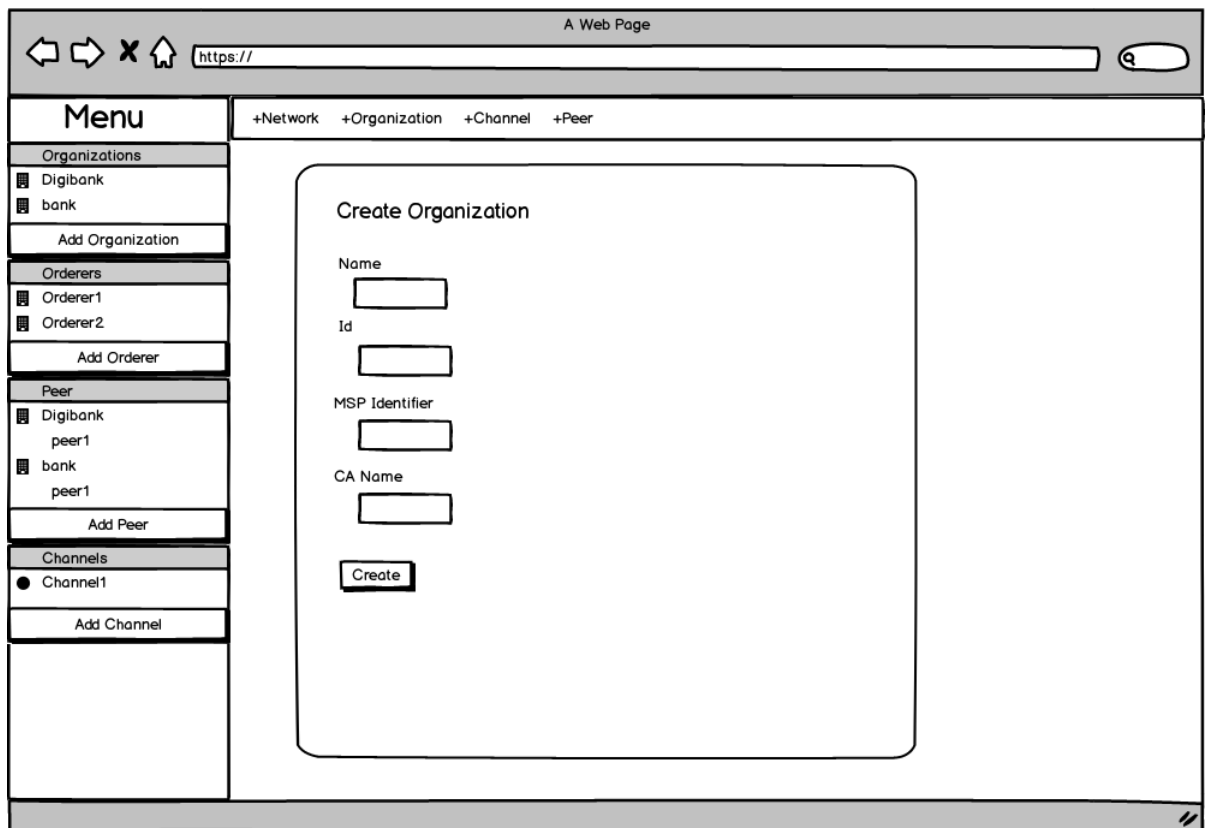 A Web Page
https://
Menu
+Network +Organization +Channel +Peer
Organizations
Digibank
bank
Add Organization
Orderers
Orderer1
Orderer2
Add Orderer
Peer
Digibank
peer1
bank
peer1
Add Peer
Channels
Channel1
Add Channel
Create Organization
Name
Id
MSP Identifier
CA Name
Create